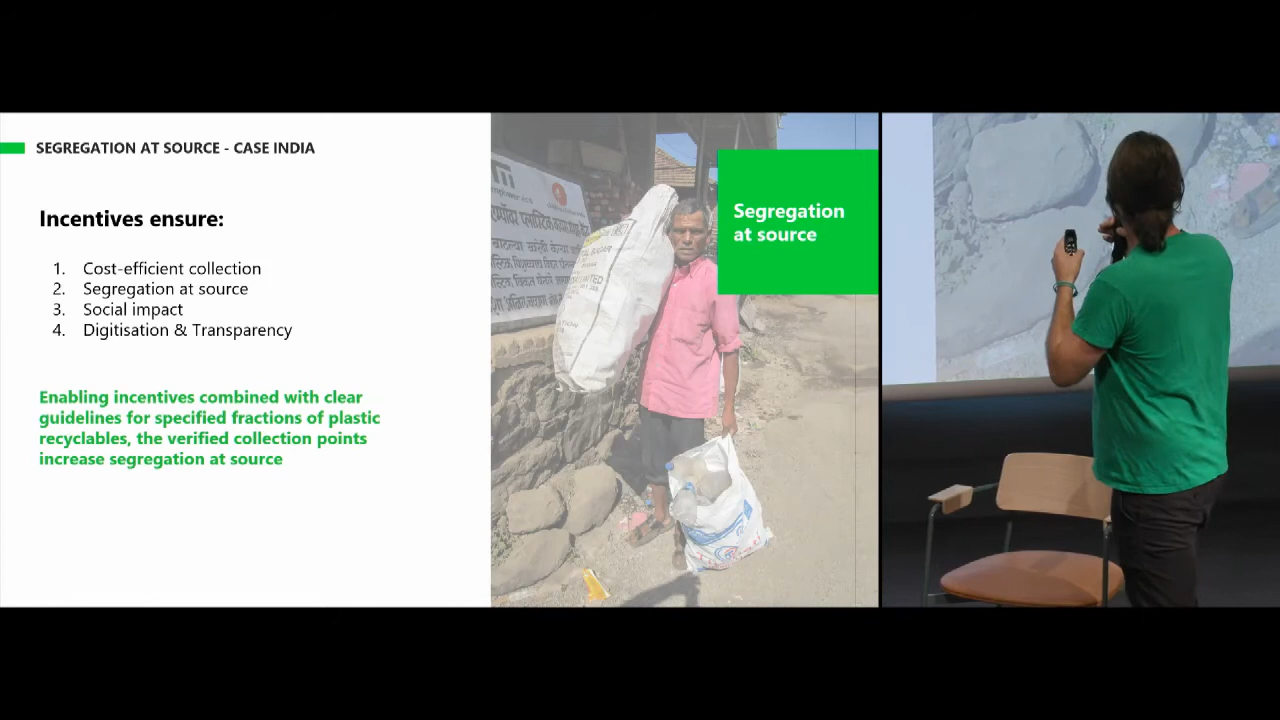 SEGREGATION AT SOURCE - CASE INDIA
Incentives ensure:
1. Cost-efficient collection
2. Segregation at source
3. Social impact
4. Digitisation & Transparency
Enabling incentives combined with clear
guidelines for specified fractions of plastic
recyclables, the verified collection points
increase segregation at source
Segregation
at source